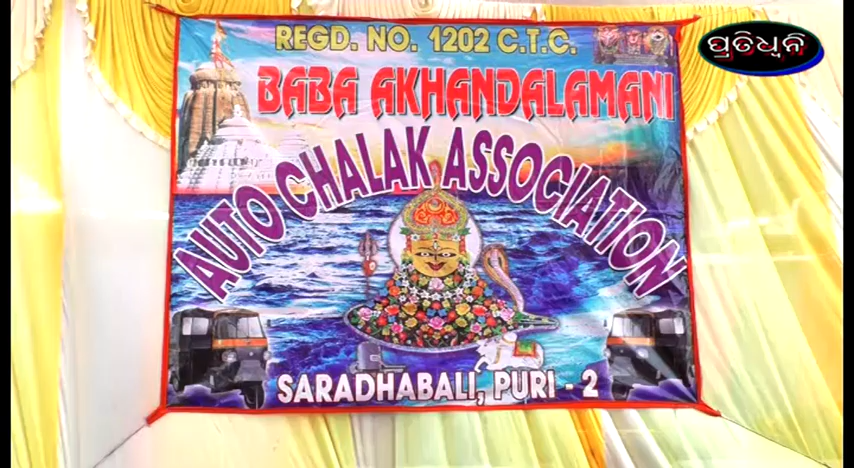 REGD. NO. 1202 C.T.C.
ପ୍ରତିଧ୍ୱନି
BABA AKHANDALAMANI
AUTO CHALAK ASSOCIATION
SARADHABALI, PURI - 2